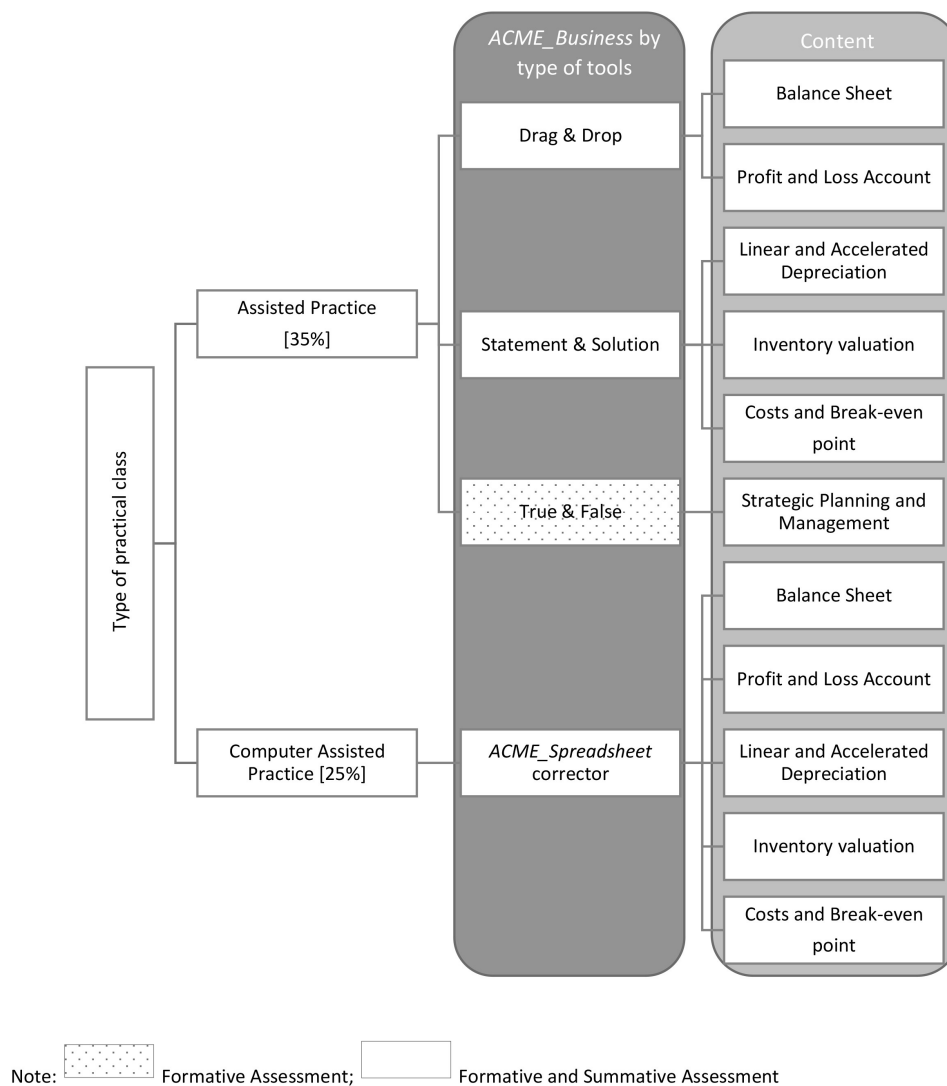 ACME_Business by
type of tools
Content
Drag & Drop
Balance Sheet
Profit and Loss Account
Assisted Practice
[35%]
Statement & Solution
Linear and Accelerated
Depreciation
Inventory valuation
Costs and Break-even
point
True & False
Strategic Planning and
Management
Type of practical class
Computer Assisted
Practice [25%]
ACME_Spreadsheet
corrector
Balance Sheet
Profit and Loss Account
Linear and Accelerated
Depreciation
Inventory valuation
Costs and Break-even
point
Note: Formative Assessment; Formative and Summative Assessment